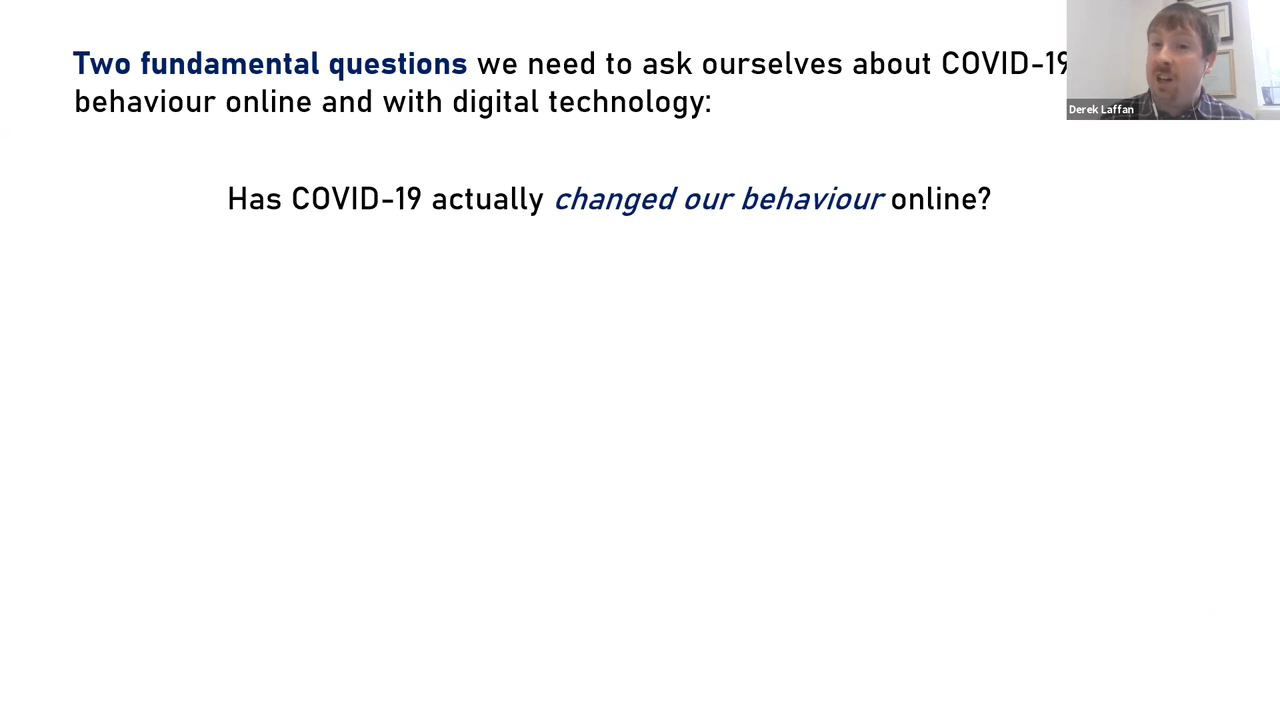 Two fundamental questions we need to ask ourselves about COVID-19
behaviour online and with digital technology:
Derek Laffan
Has COVID-19 actually changed our behaviour online?